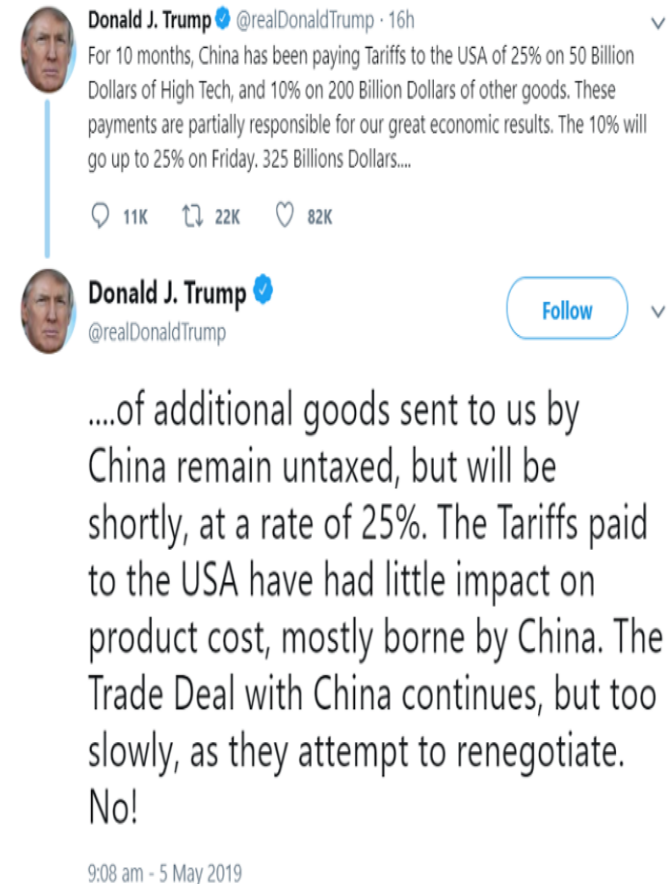 Donald J. Trump @realDonaldTrump · 16h
For 10 months, China has been paying Tariffs to the USA of 25% on 50 Billion
Dollars of High Tech, and 10% on 200 Billion Dollars of other goods. These
payments are partially responsible for our great economic results. The 10% will
go up to 25% on Friday. 325 Billions Dollars....
11K 22K 82K
Donald J. Trump
Follow
@realDonaldTrump
....of additional goods sent to us by
China remain untaxed, but will be
shortly, at a rate of 25%. The Tariffs paid
to the USA have had little impact on
product cost, mostly borne by China. The
Trade Deal with China continues, but too
slowly, as they attempt to renegotiate.
No!
9:08 am - 5 May 2019